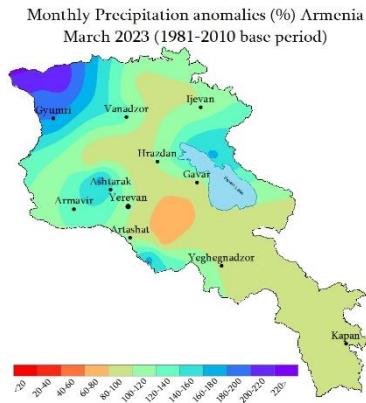 Monthly Precipitation anomalies (%) Armenia
March 2023 (1981-2010 base period)
Gyumri
Vanadzor
Ijevan
Hrazdan
Gavar
Ashtarak
Armavir
Yerevan
Artashat
Yeghegnadzor
Kapan
<20
20-40
40-60
60-80
80-100
100-120
120-140
140-160
160-180
180-200
200-220
220>